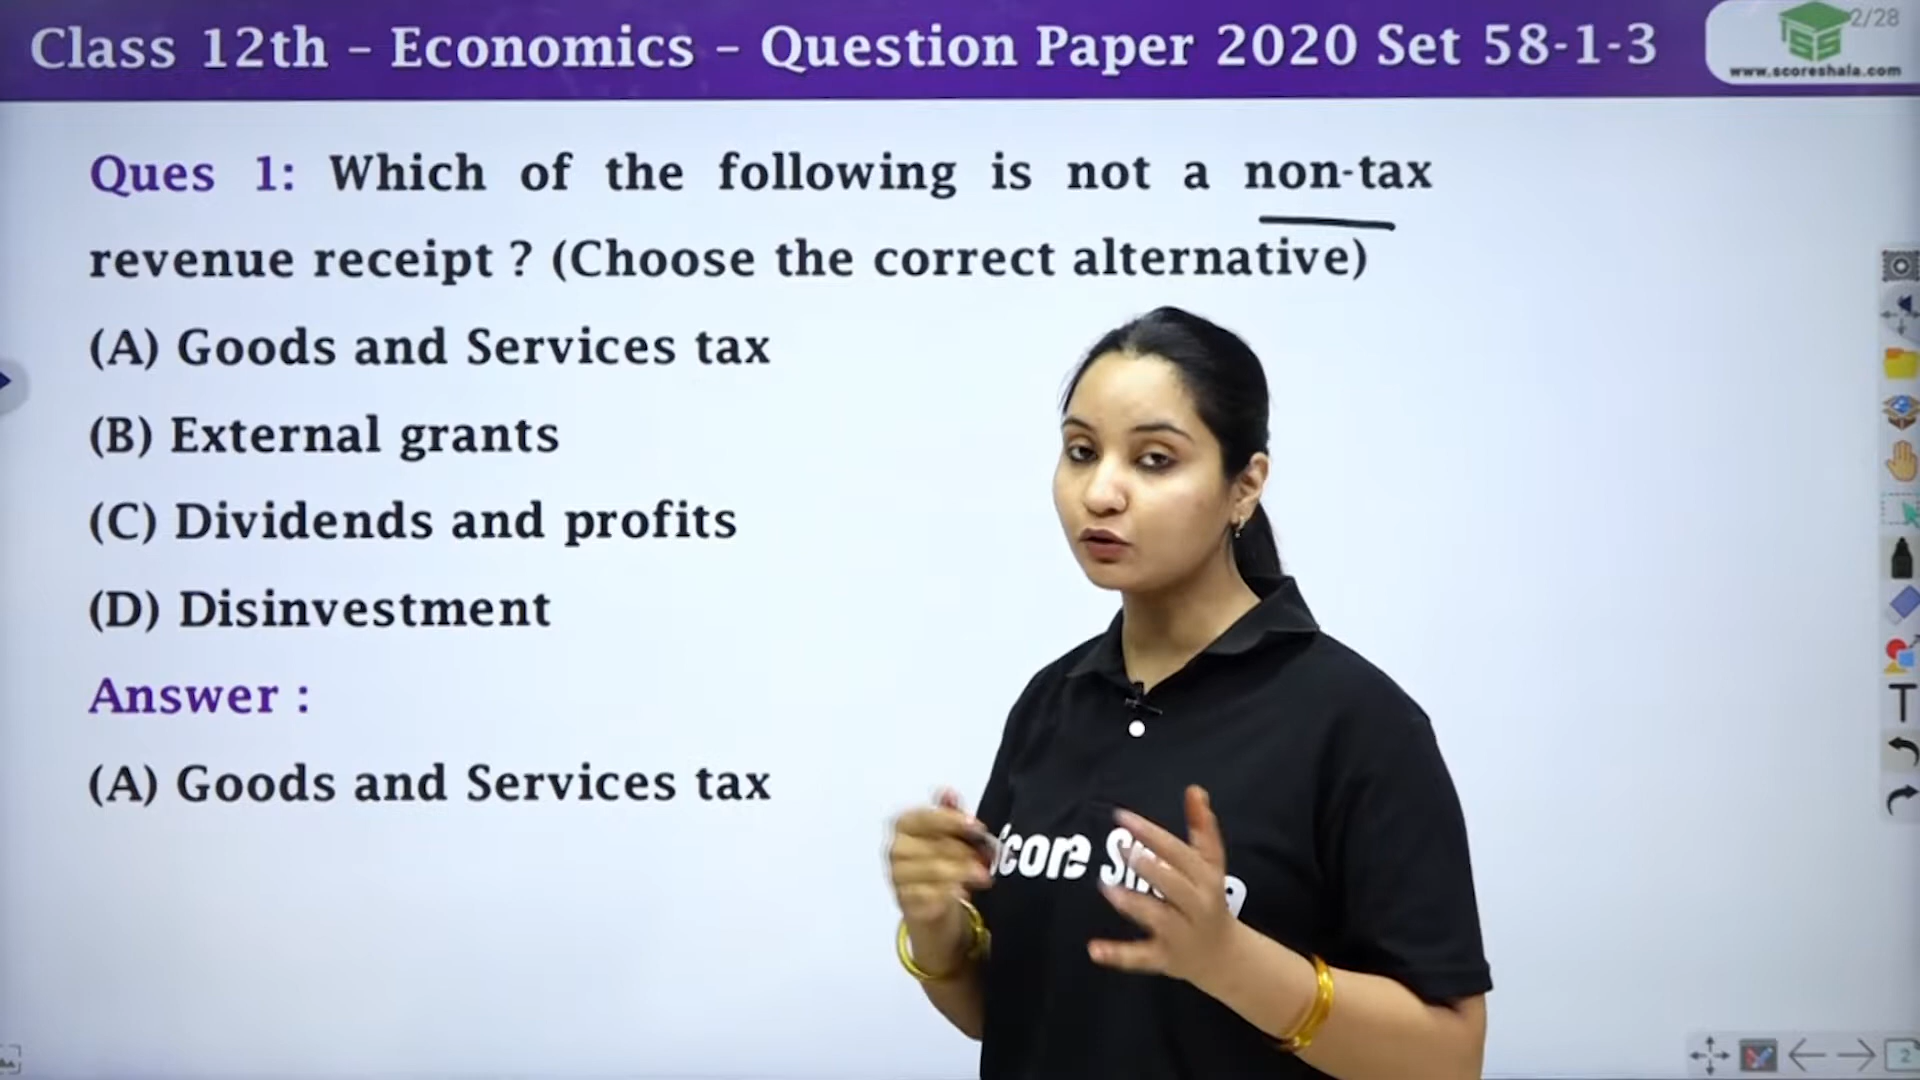 Class 12th – Economics – Question Paper 2020 Set 58-1-3
2/28
www.scoreshala.com
Ques 1: Which of the following is not a non-tax
revenue receipt ? (Choose the correct alternative)
(A) Goods and Services tax
(B) External grants
(C) Dividends and profits
(D) Disinvestment
Answer :
(A) Goods and Services tax
Score
T
2